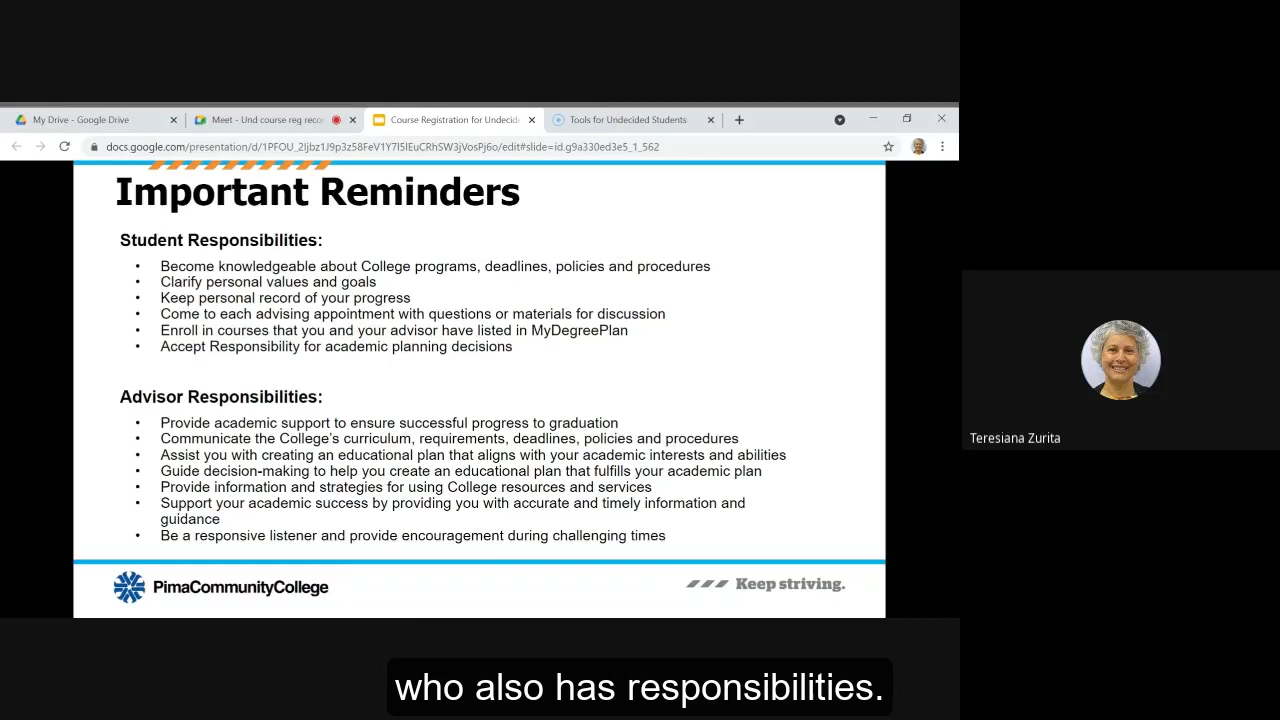 My Drive - Google Drive
Meet - Und course reg reco
Course Registration for Undecid
Tools for Undecided Students
docs.google.com/presentation/d/1PFOU_2IJbz1J9p3z58FeV1Y7I5IEuCRhSW3jVosPj6o/edit#slide=id.g9a330ed3e5_1_562
Important Reminders
Student Responsibilities:
• Become knowledgeable about College programs, deadlines, policies and procedures
• Clarify personal values and goals
• Keep personal record of your progress
• Come to each advising appointment with questions or materials for discussion
• Enroll in courses that you and your advisor have listed in MyDegreePlan
• Accept Responsibility for academic planning decisions
Advisor Responsibilities:
• Provide academic support to ensure successful progress to graduation
• Communicate the College's curriculum, requirements, deadlines, policies and procedures
• Assist you with creating an educational plan that aligns with your academic interests and abilities
• Guide decision-making to help you create an educational plan that fulfills your academic plan
• Provide information and strategies for using College resources and services
• Support your academic success by providing you with accurate and timely information and
guidance
• Be a responsive listener and provide encouragement during challenging times
PimaCommunityCollege
Keep striving.
Teresiana Zurita
who also has responsibilities.